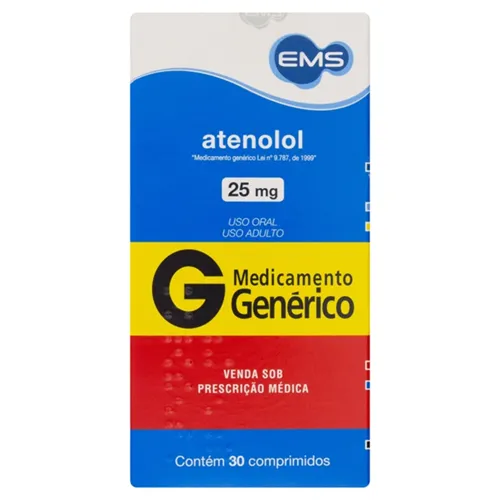 EMS
atenolol
"Medicamento genérico Lei nº 9.787, de 1999"
25 mg
USO ORAL
USO ADULTO
G Medicamento
Genérico
VENDA SOB
PRESCRIÇÃO MÉDICA
Contém 30 comprimidos